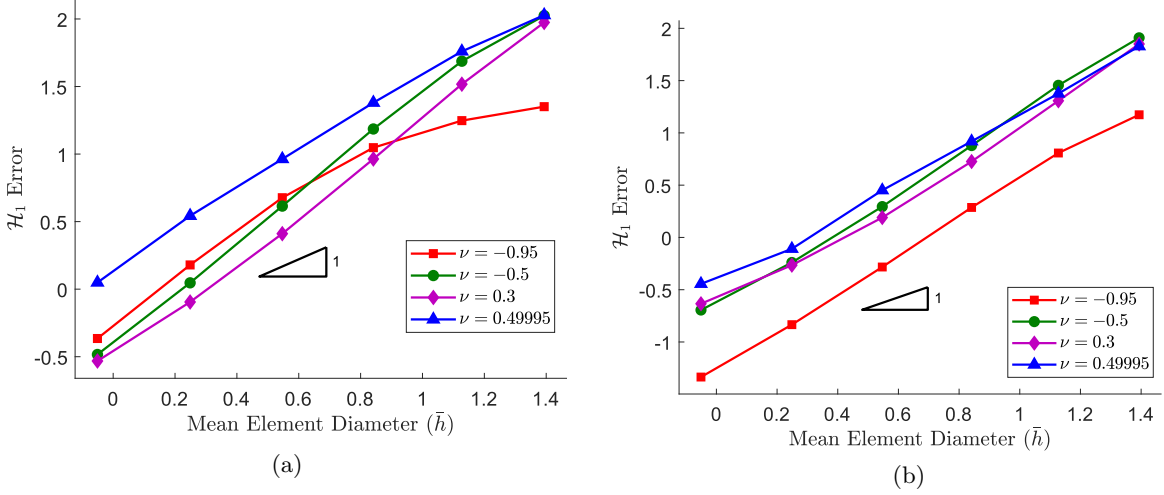 2
1.5
1
0.5
0
-0.5
0
0.2
0.4
0.6
0.8
1
1.2
1.4
ℋ₁ Error
Mean Element Diameter (h̄)
1
ν = −0.95
ν = −0.5
ν = 0.3
ν = 0.49995
(a)
2
1.5
1
0.5
0
-0.5
-1
0
0.2
0.4
0.6
0.8
1
1.2
1.4
ℋ₁ Error
Mean Element Diameter (h̄)
1
ν = −0.95
ν = −0.5
ν = 0.3
ν = 0.49995
(b)